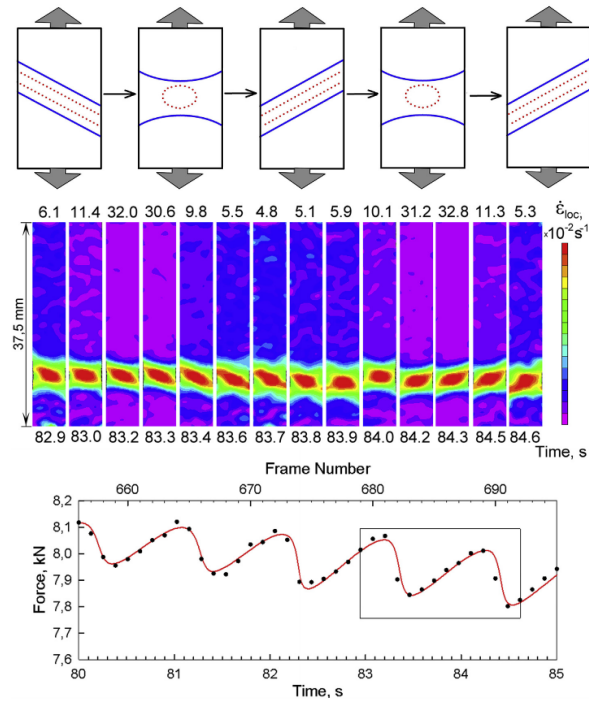 6.1 11.4 32.0 30.6 9.8 5.5 4.8 5.1 5.9 10.1 31.2 32.8 11.3 5.3
ε̇loc,
×10⁻²s⁻¹
37,5 mm
82.9 83.0 83.2 83.3 83.4 83.6 83.7 83.8 83.9 84.0 84.2 84.3 84.5 84.6
Time, s
Frame Number
660 670 680 690
8,2
8,1
8,0
7,9
7,8
7,7
7,6
Force, kN
80 81 82 83 84 85
Time, s